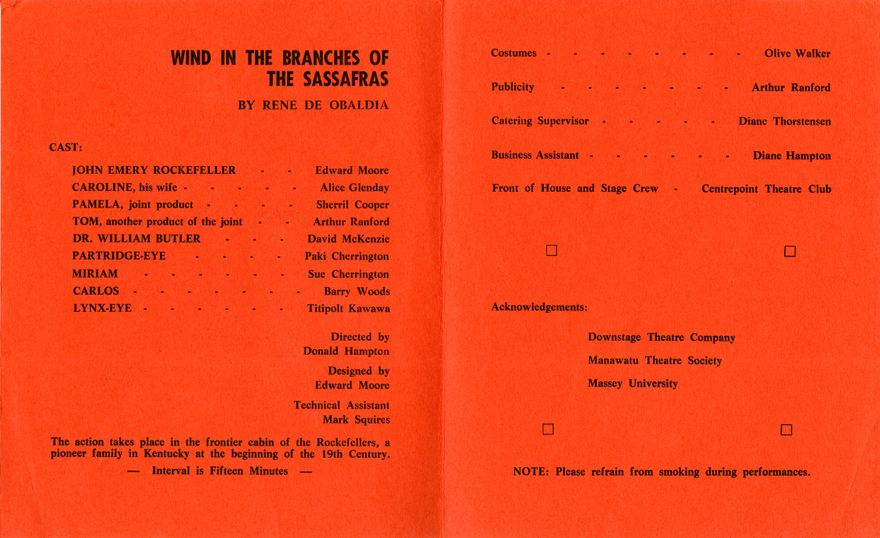 WIND IN THE BRANCHES OF
THE SASSAFRAS
BY RENE DE OBALDIA
CAST:
JOHN EMERY ROCKEFELLER - - Edward Moore
CAROLINE, his wife - - - - - Alice Glenday
PAMELA, joint product - - - - Sherril Cooper
TOM, another product of the joint - - Arthur Ranford
DR. WILLIAM BUTLER - - - David McKenzie
PARTRIDGE-EYE - - - - Paki Cherrington
MIRIAM - - - - - - Sue Cherrington
CARLOS - - - - - - - Barry Woods
LYNX-EYE - - - - - - Titipolt Kawawa
Directed by
Donald Hampton
Designed by
Edward Moore
Technical Assistant
Mark Squires
The action takes place in the frontier cabin of the Rockefellers, a
pioneer family in Kentucky at the beginning of the 19th Century.
— Interval is Fifteen Minutes —
Costumes - - - - - - - - Olive Walker
Publicity - - - - - - - Arthur Ranford
Catering Supervisor - - - - - Diane Thorstensen
Business Assistant - - - - - - Diane Hampton
Front of House and Stage Crew - Centrepoint Theatre Club
Acknowledgements:
Downstage Theatre Company
Manawatu Theatre Society
Massey University
NOTE: Please refrain from smoking during performances.